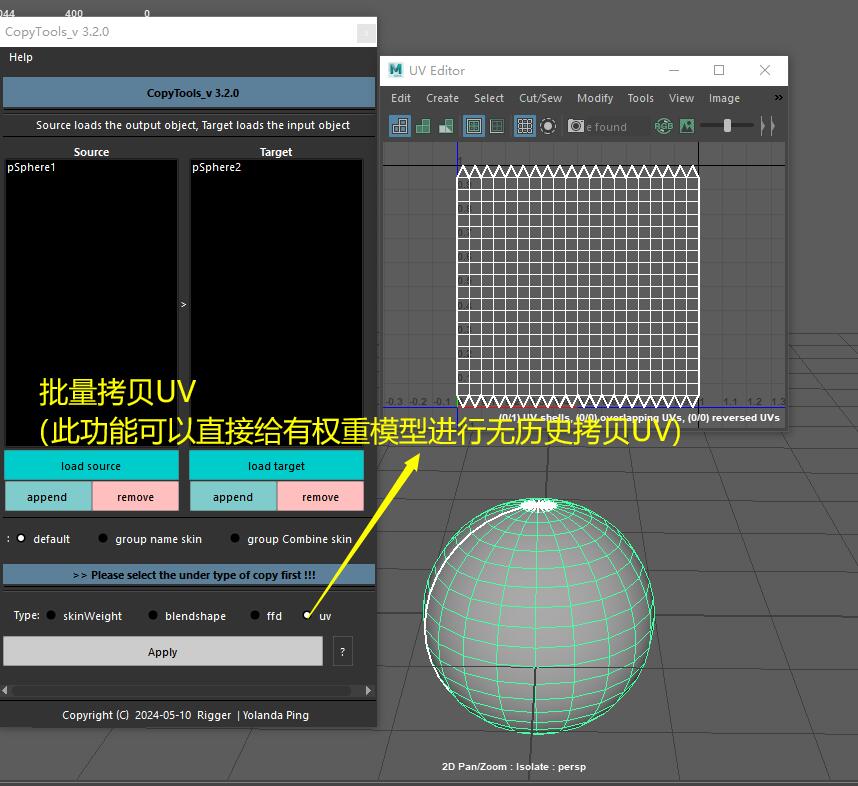 044 400 0
CopyTools_v 3.2.0
Help
CopyTools_v 3.2.0
Source loads the output object, Target loads the input object
Source Target
pSphere1 pSphere2
>
批量拷贝UV
（此功能可以直接给有权重模型进行无历史拷贝UV)
load source load target
append remove append remove
: default group name skin group Combine skin
>> Please select the under type of copy first !!!
Type: skinWeight blendshape ffd uv
Apply ?
Copyright (C) 2024-05-10 Rigger | Yolanda Ping
M UV Editor
Edit Create Select Cut/Sew Modify Tools View Image »
e found
RGB
-0.3 -0.2 -0.1 1.1 1.2 1.3
(0/1) UV shells, (0/0) overlapping UVs, (0/0) reversed UVs
2D Pan/Zoom : Isolate : persp